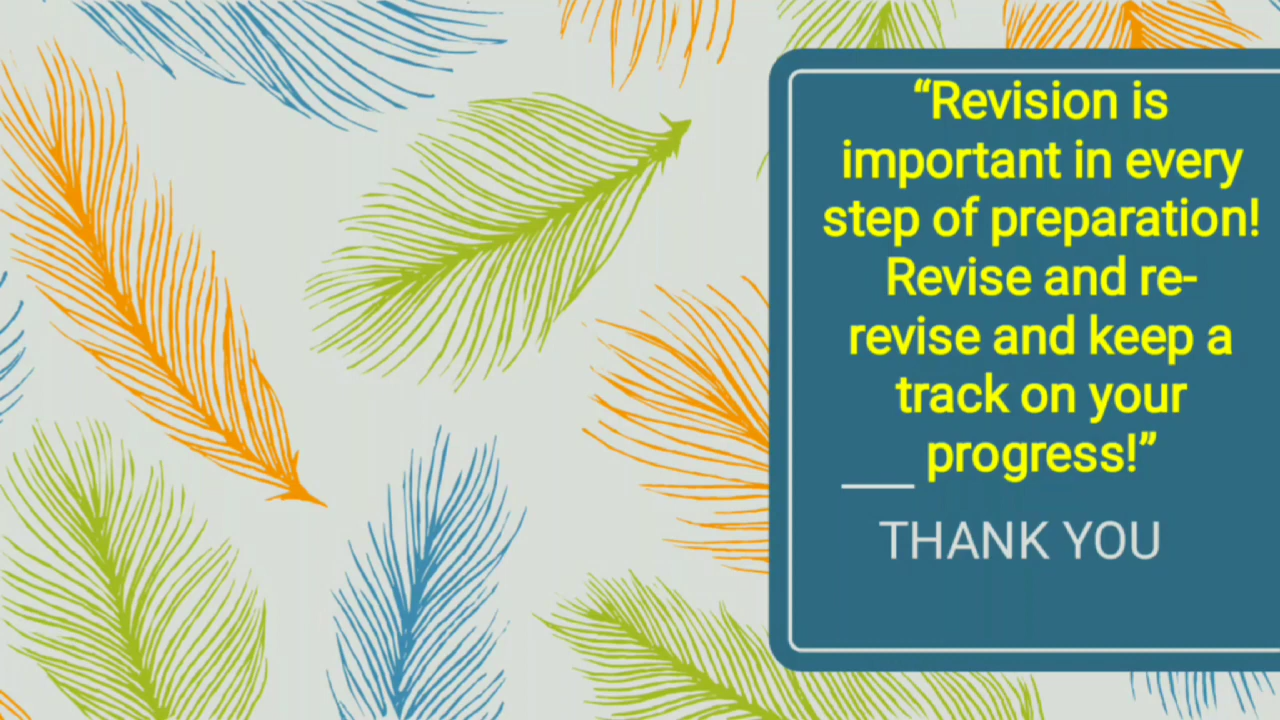 “Revision is
important in every
step of preparation!
Revise and re-
revise and keep a
track on your
progress!”
THANK YOU